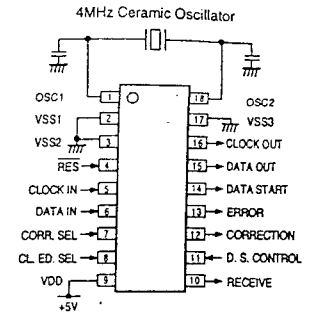 4MHz Ceramic Oscillator
OSC1 1 18 OSC2
VSS1 2 17 VSS3
VSS2 3 16 CLOCK OUT
RES 4 15 DATA OUT
CLOCK IN 5 14 DATA START
DATA IN 6 13 ERROR
CORR. SEL 7 12 CORRECTION
CL. ED. SEL 8 11 D. S. CONTROL
VDD 9 10 RECEIVE
+5V